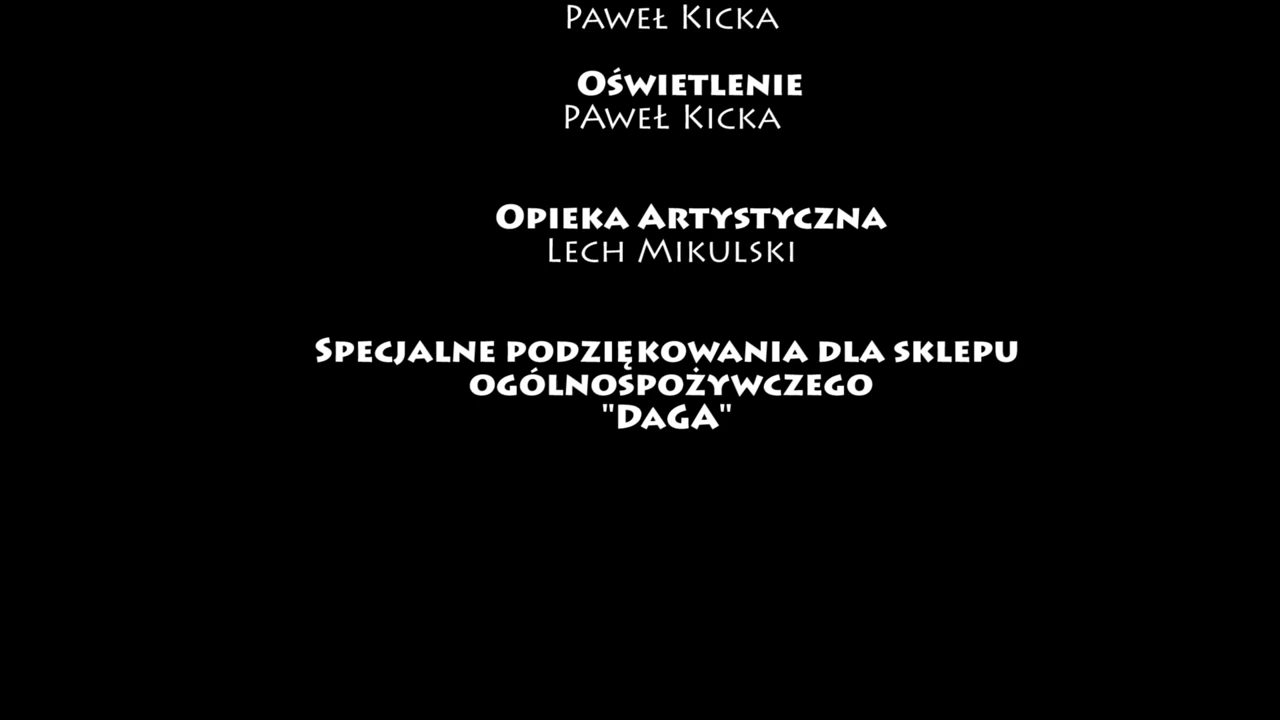 Paweł Kicka
Oświetlenie
PAweł Kicka
Opieka Artystyczna
Lech Mikulski
Specjalne podziękowania dla sklepu
ogólnospożywczego
"DaGA"